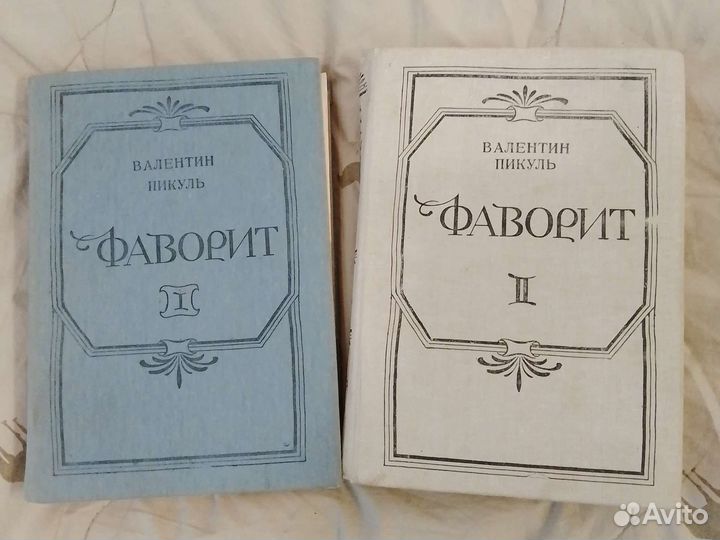 ВАЛЕНТИН
ПИКУЛЬ
ФАВОРИТ
I
ВАЛЕНТИН
ПИКУЛЬ
ФАВОРИТ
II
Avito